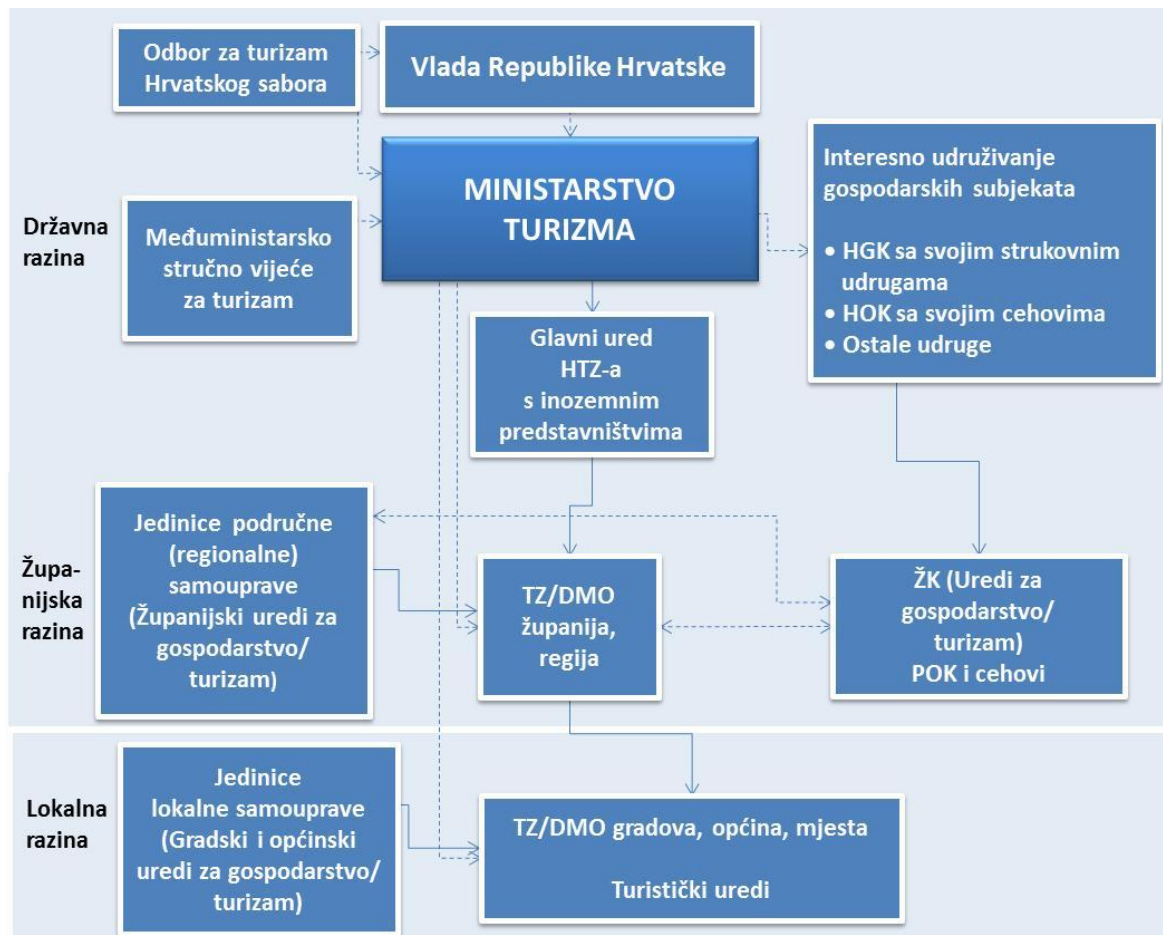 Odbor za turizam
Hrvatskog sabora
Vlada Republike Hrvatske
MINISTARSTVO
TURIZMA
Interesno udruživanje
gospodarskih subjekata
• HGK sa svojim strukovnim
udrugama
• HOK sa svojim cehovima
• Ostale udruge
Državna
razina
Međuministarsko
stručno vijeće
za turizam
Glavni ured
HTZ-a
s inozemnim
predstavništvima
Župa-
nijska
razina
Jedinice područne
(regionalne)
samouprave
(Županijski uredi za
gospodarstvo/
turizam)
TZ/DMO
županija,
regija
ŽK (Uredi za
gospodarstvo/
turizam)
POK i cehovi
Lokalna
razina
Jedinice
lokalne samouprave
(Gradski i općinski
uredi za gospodarstvo/
turizam)
TZ/DMO gradova, općina, mjesta
Turistički uredi